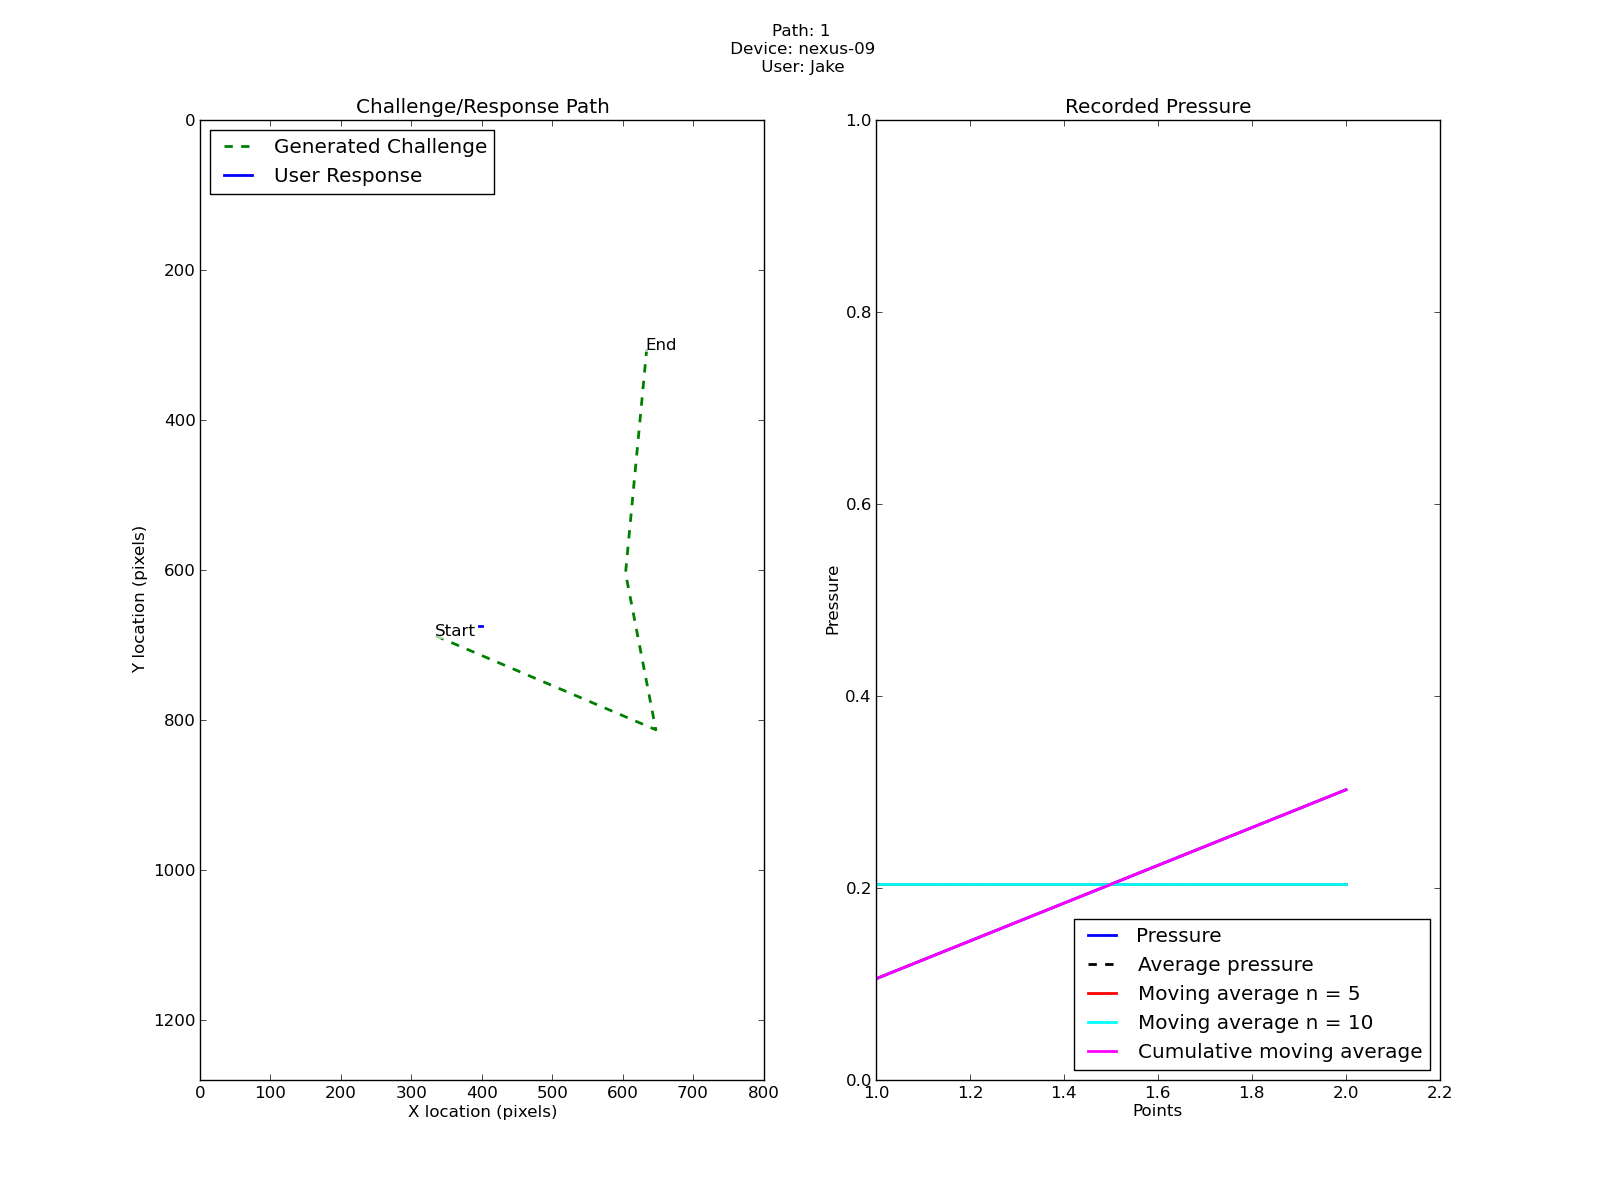 Path: 1
Device: nexus-09
User: Jake
Challenge/Response Path
Generated Challenge
User Response
0
200
400
600
800
1000
1200
Y location (pixels)
End
Start
0 100 200 300 400 500 600 700 800
X location (pixels)
Recorded Pressure
1.0
0.8
0.6
0.4
0.2
0.0
Pressure
Pressure
Average pressure
Moving average n = 5
Moving average n = 10
Cumulative moving average
1.0 1.2 1.4 1.6 1.8 2.0 2.2
Points